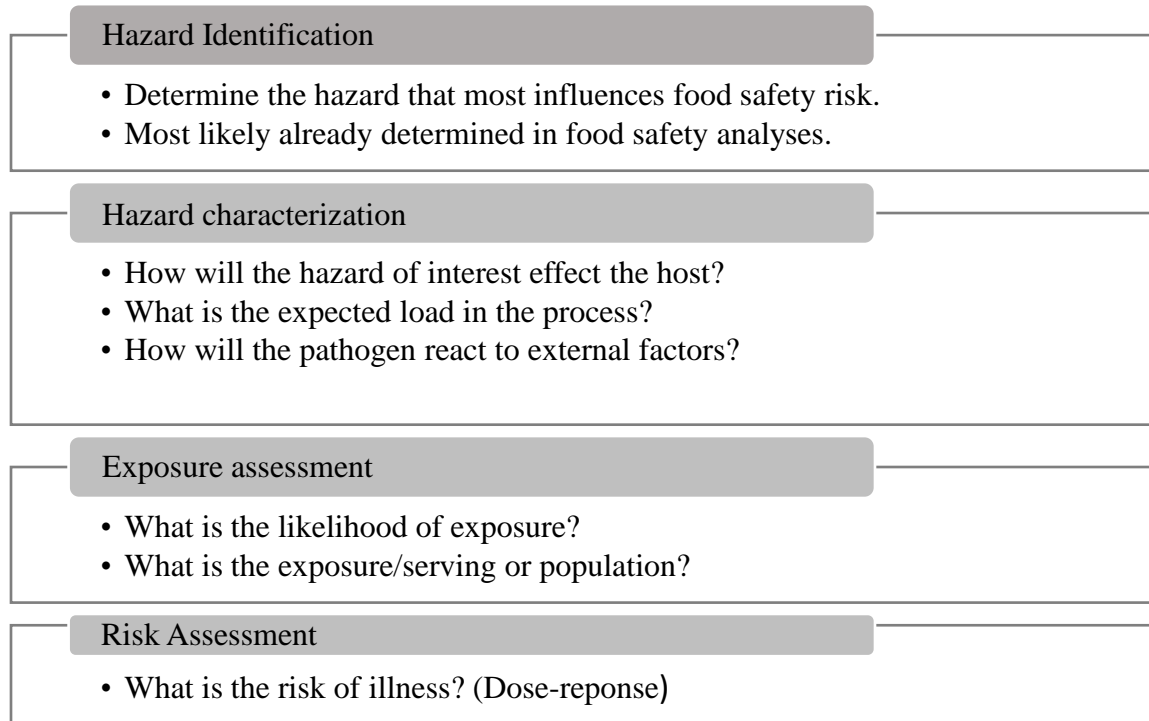 Hazard Identification
• Determine the hazard that most influences food safety risk.
• Most likely already determined in food safety analyses.
Hazard characterization
• How will the hazard of interest effect the host?
• What is the expected load in the process?
• How will the pathogen react to external factors?
Exposure assessment
• What is the likelihood of exposure?
• What is the exposure/serving or population?
Risk Assessment
• What is the risk of illness? (Dose-reponse)